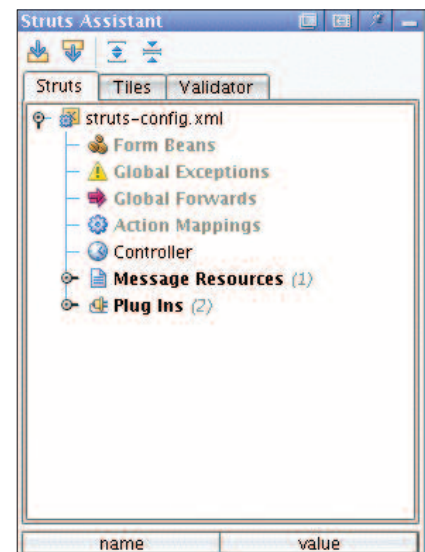 Struts Assistant
Struts Tiles Validator
struts-config.xml
Form Beans
Global Exceptions
Global Forwards
Action Mappings
Controller
Message Resources (1)
Plug Ins (2)
name value